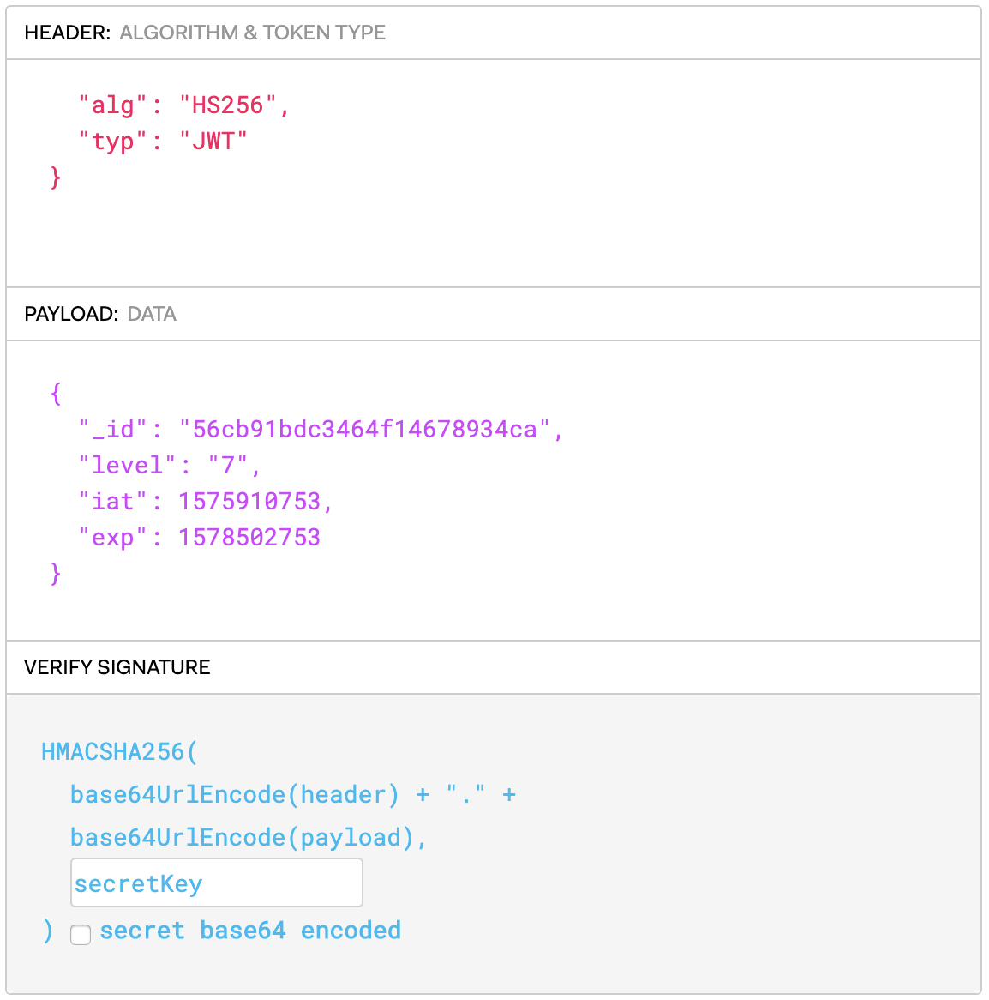 HEADER: ALGORITHM & TOKEN TYPE
"alg": "HS256",
"typ": "JWT"
}
PAYLOAD: DATA
{
"_id": "56cb91bdc3464f14678934ca",
"level": "7",
"iat": 1575910753,
"exp": 1578502753
}
VERIFY SIGNATURE
HMACSHA256(
base64UrlEncode(header) + "." +
base64UrlEncode(payload),
secretKey
) secret base64 encoded